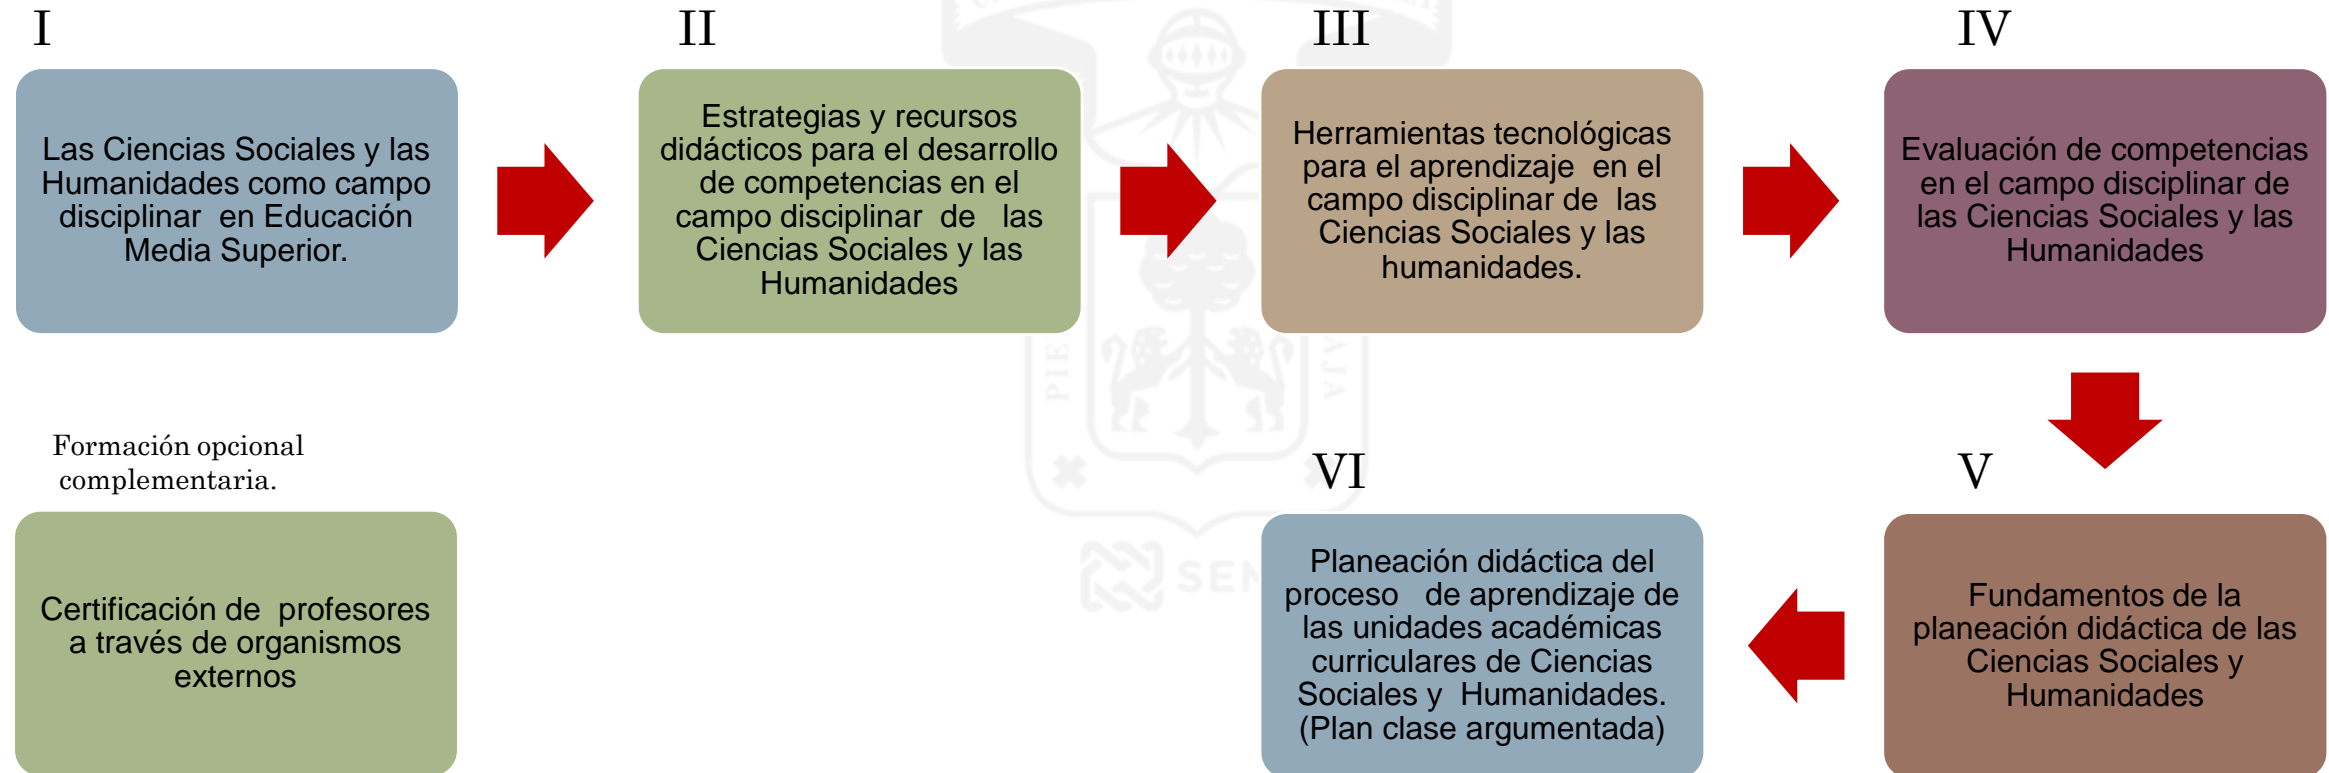 I
II
III
IV
Las Ciencias Sociales y las
Humanidades como campo
disciplinar en Educación
Media Superior.
Estrategias y recursos
didácticos para el desarrollo
de competencias en el
campo disciplinar de las
Ciencias Sociales y las
Humanidades
Herramientas tecnológicas
para el aprendizaje en el
campo disciplinar de las
Ciencias Sociales y las
humanidades.
Evaluación de competencias
en el campo disciplinar de
las Ciencias Sociales y las
Humanidades
Formación opcional
complementaria.
VI
V
Certificación de profesores
a través de organismos
externos
Planeación didáctica del
proceso de aprendizaje de
las unidades académicas
curriculares de Ciencias
Sociales y Humanidades.
(Plan clase argumentada)
Fundamentos de la
planeación didáctica de las
Ciencias Sociales y
Humanidades